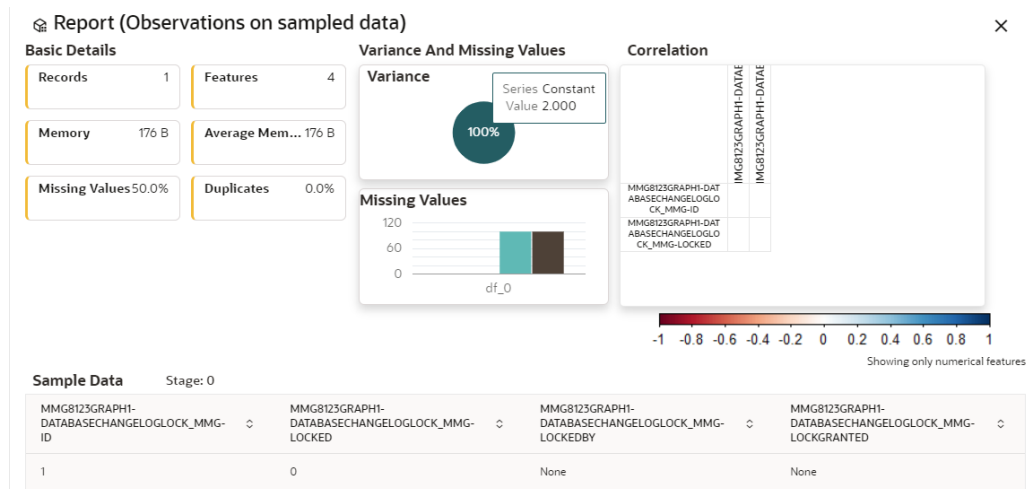 Report (Observations on sampled data)
Basic Details
Records 1
Features 4
Memory 176 B
Average Mem... 176 B
Missing Values 50.0%
Duplicates 0.0%
Variance And Missing Values
Variance
Series Constant
Value 2.000
100%
Missing Values
120
60
0
df_0
Correlation
IMG8123GRAPH1-DATAE
IMG8123GRAPH1-DATAE
MMG8123GRAPH1-DAT
ABASECHANGELOGLO
CK_MMG-ID
MMG8123GRAPH1-DAT
ABASECHANGELOGLO
CK_MMG-LOCKED
-1 -0.8 -0.6 -0.4 -0.2 0 0.2 0.4 0.6 0.8 1
Showing only numerical features
Sample Data Stage: 0
MMG8123GRAPH1-
DATABASECHANGELOGLOCK_MMG-
ID
MMG8123GRAPH1-
DATABASECHANGELOGLOCK_MMG-
LOCKED
MMG8123GRAPH1-
DATABASECHANGELOGLOCK_MMG-
LOCKEDBY
MMG8123GRAPH1-
DATABASECHANGELOGLOCK_MMG-
LOCKGRANTED
1 0 None None